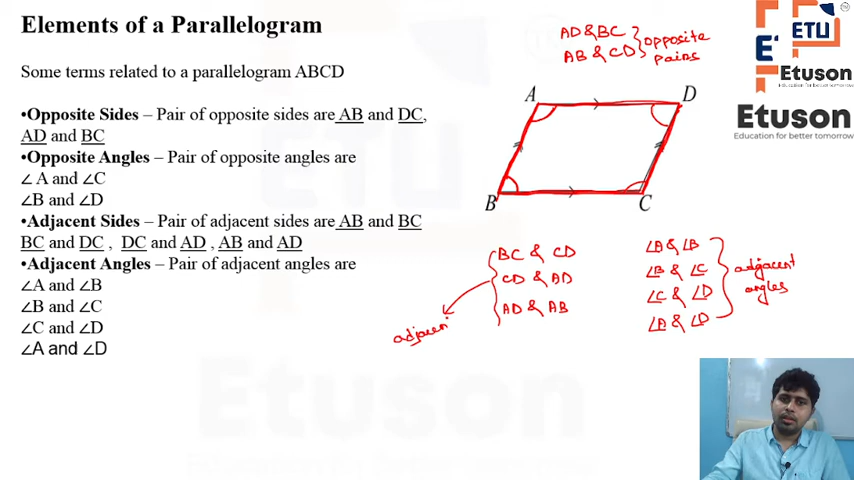 Elements of a Parallelogram
Some terms related to a parallelogram ABCD
•Opposite Sides – Pair of opposite sides are AB and DC,
AD and BC
•Opposite Angles – Pair of opposite angles are
∠ A and ∠C
∠B and ∠D
•Adjacent Sides – Pair of adjacent sides are AB and BC
BC and DC , DC and AD , AB and AD
•Adjacent Angles – Pair of adjacent angles are
∠A and ∠B
∠B and ∠C
∠C and ∠D
∠A and ∠D
AD & BC
AB & CD
opposite
pairs
A
D
B
C
BC & CD
CD & AD
AD & AB
adjacen
∠A & ∠B
∠B & ∠C
∠C & ∠D
∠A & ∠D
adjacent
angles
ETU
Etuson
Etuson
Education for better tomorrow
ETU
Etuson